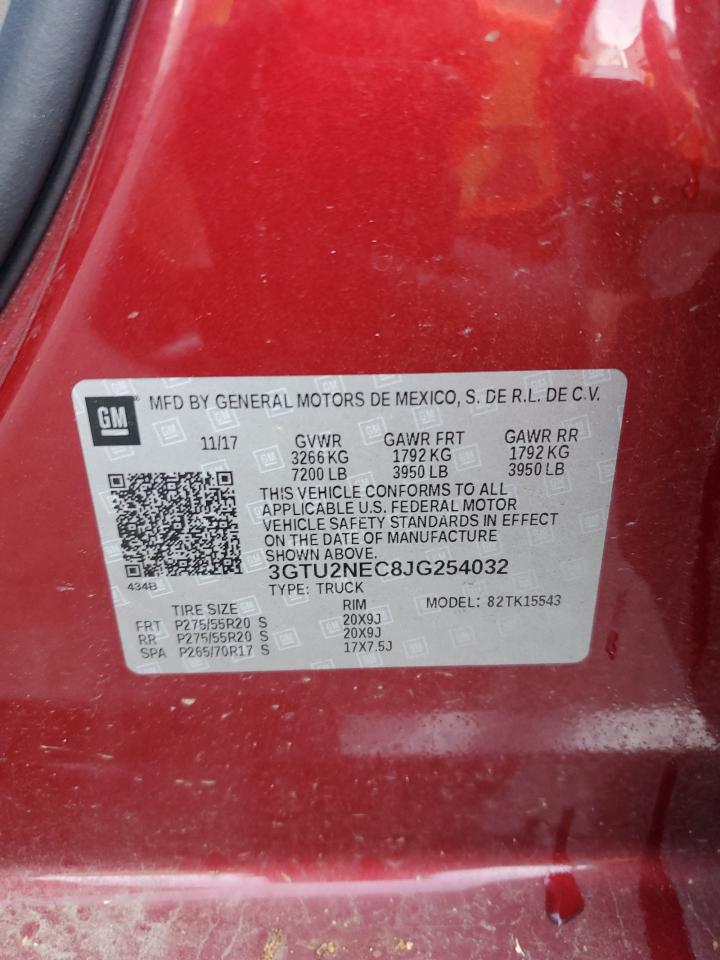 GM MFD BY GENERAL MOTORS DE MEXICO, S. DE R.L. DE C.V.
11/17 GVWR GAWR FRT GAWR RR
3266 KG 1792 KG 1792 KG
7200 LB 3950 LB 3950 LB
THIS VEHICLE CONFORMS TO ALL
APPLICABLE U.S. FEDERAL MOTOR
VEHICLE SAFETY STANDARDS IN EFFECT
ON THE DATE OF MANUFACTURE
SHOWN ABOVE.
434B 3GTU2NEC8JG254032
TYPE: TRUCK MODEL: 82TK15543
TIRE SIZE RIM
FRT P275/55R20 S 20X9J
RR P275/55R20 S 20X9J
SPA P265/70R17 S 17X7.5J